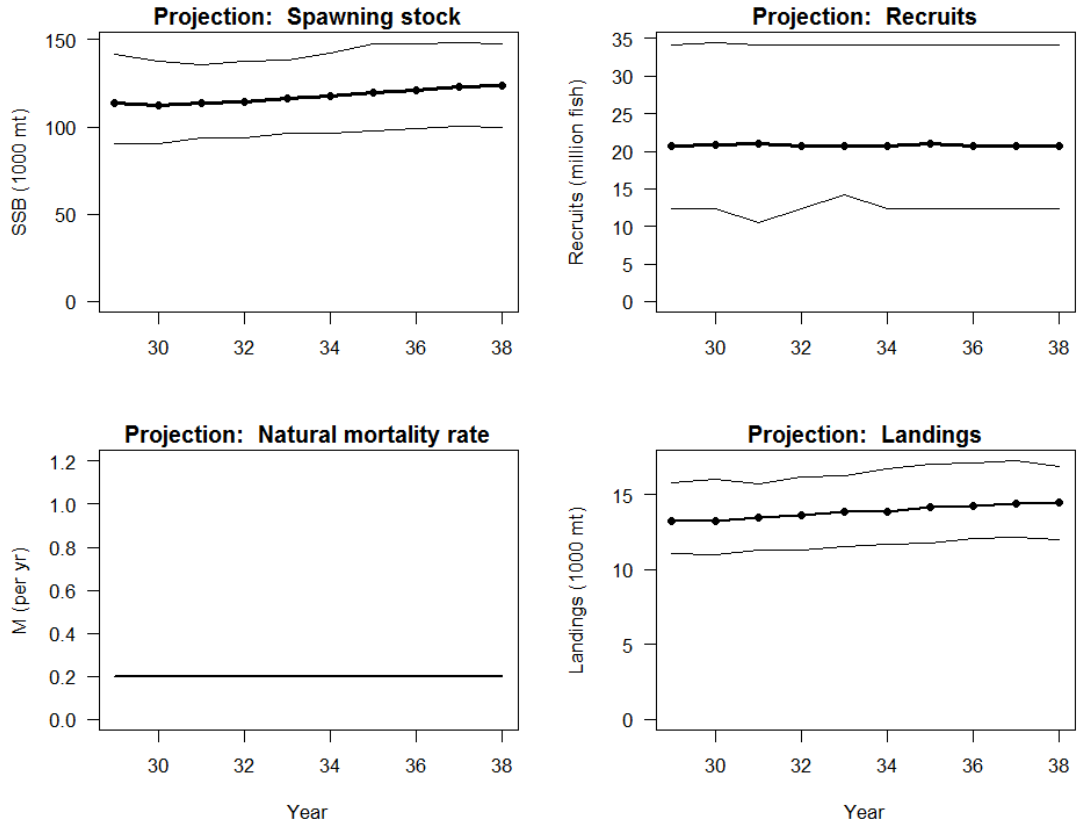 Projection: Spawning stock
SSB (1000 mt)
150
100
50
0
30 32 34 36 38
Projection: Recruits
Recruits (million fish)
35
30
25
20
15
10
5
0
30 32 34 36 38
Projection: Natural mortality rate
M (per yr)
1.2
1.0
0.8
0.6
0.4
0.2
0.0
30 32 34 36 38
Year
Projection: Landings
Landings (1000 mt)
15
10
5
0
30 32 34 36 38
Year